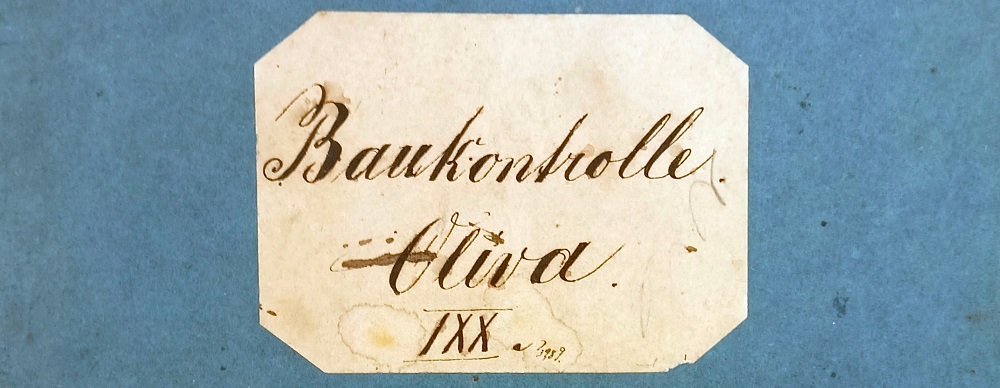 Baukontrolle.
Oliva.
IXX